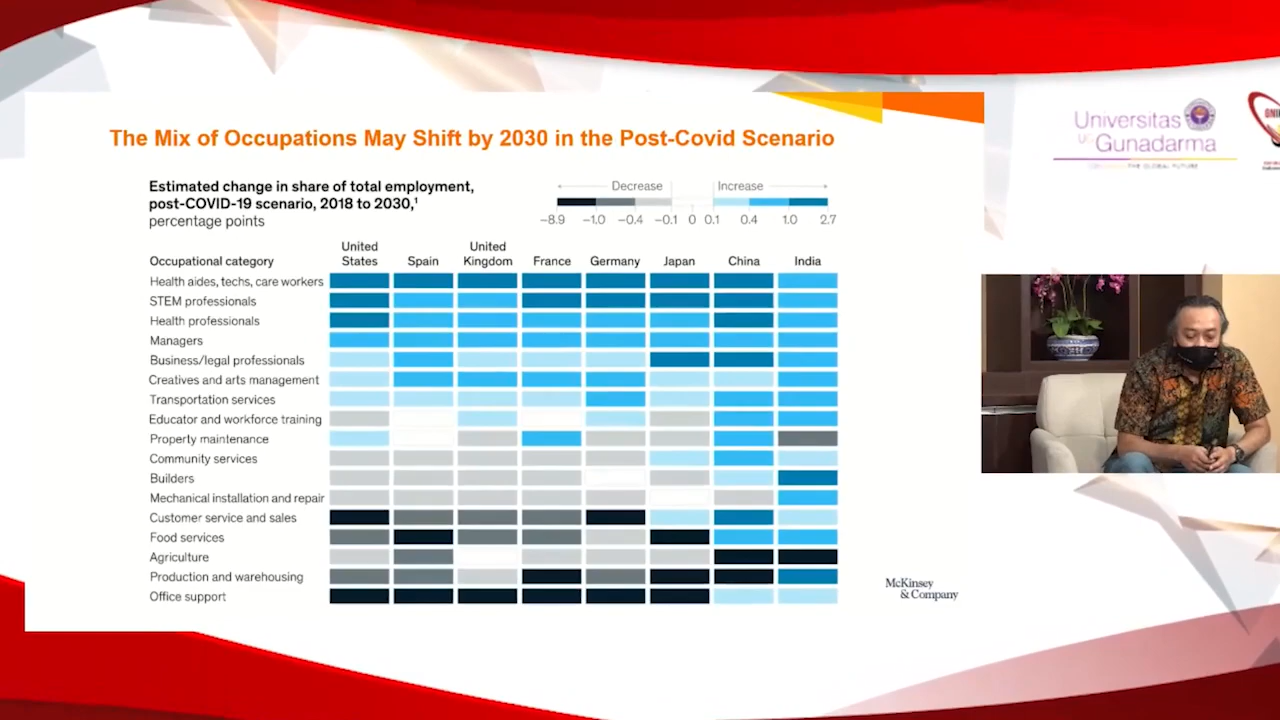 The Mix of Occupations May Shift by 2030 in the Post-Covid Scenario
Estimated change in share of total employment,
post-COVID-19 scenario, 2018 to 2030,¹
percentage points
Decrease Increase
−8.9 −1.0 −0.4 −0.1 0 0.1 0.4 1.0 2.7
Occupational category
United States
Spain
United Kingdom
France
Germany
Japan
China
India
Health aides, techs, care workers
STEM professionals
Health professionals
Managers
Business/legal professionals
Creatives and arts management
Transportation services
Educator and workforce training
Property maintenance
Community services
Builders
Mechanical installation and repair
Customer service and sales
Food services
Agriculture
Production and warehousing
Office support
McKinsey
& Company
Universitas
Gunadarma